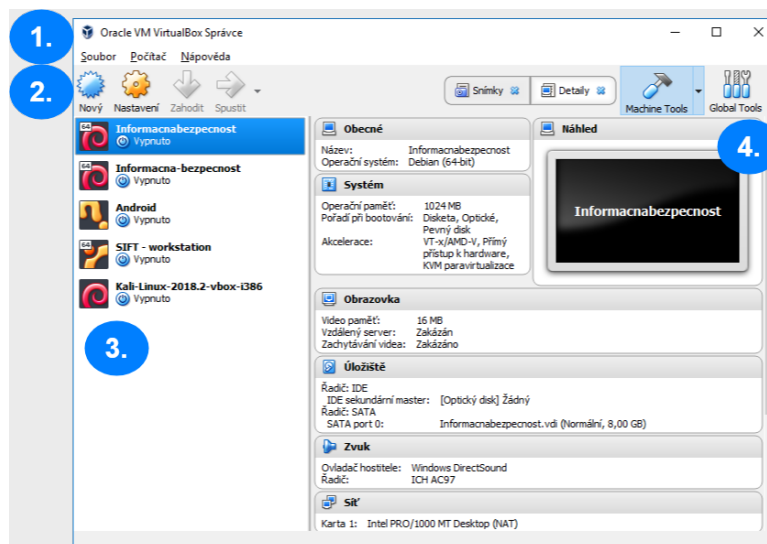 1.
Oracle VM VirtualBox Správce
Soubor Počítač Nápověda
2.
Nový Nastavení Zahodit Spustit
Snímky Detaily Machine Tools Global Tools
64 Informacnabezpecnost
Vypnuto
64 Informacna-bezpecnost
Vypnuto
Android
Vypnuto
64 SIFT - workstation
Vypnuto
Kali-Linux-2018.2-vbox-i386
Vypnuto
3.
Obecné
Název: Informacnabezpecnost
Operační systém: Debian (64-bit)
Systém
Operační paměť: 1024 MB
Pořadí při bootování: Disketa, Optické,
Pevný disk
Akcelerace: VT-x/AMD-V, Přímý
přístup k hardware,
KVM paravirtualizace
Náhled
4.
Informacnabezpecnost
Obrazovka
Video paměť: 16 MB
Vzdálený server: Zakázán
Zachytávání videa: Zakázáno
Úložiště
Řadič: IDE
IDE sekundární master: [Optický disk] Žádný
Řadič: SATA
SATA port 0: Informacnabezpecnost.vdi (Normální, 8,00 GB)
Zvuk
Ovladač hostitele: Windows DirectSound
Řadič: ICH AC97
Síť
Karta 1: Intel PRO/1000 MT Desktop (NAT)